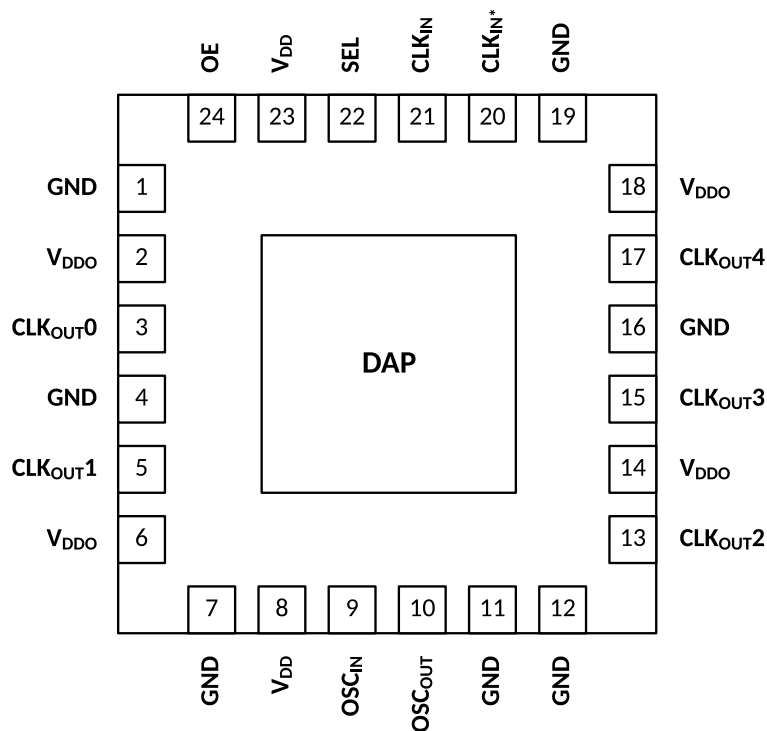 OE
VDD
SEL
CLKIN
CLKIN*
GND
24
23
22
21
20
19
GND
1
18
VDDO
VDDO
2
17
CLKOUT4
CLKOUT0
3
16
GND
DAP
GND
4
15
CLKOUT3
CLKOUT1
5
14
VDDO
VDDO
6
13
CLKOUT2
7
8
9
10
11
12
GND
VDD
OSCIN
OSCOUT
GND
GND